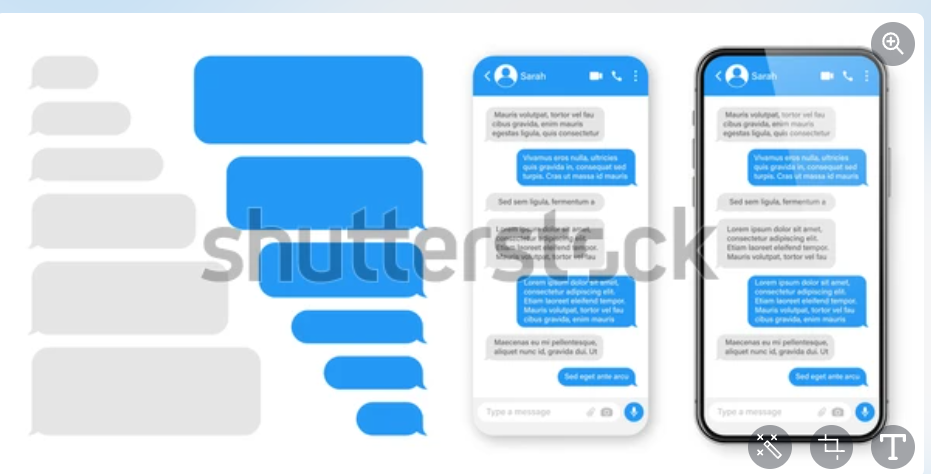 shutterstock
Sarah
Mauris volutpat, tortor vel fau
cibus gravida, enim mauris
egestas ligula, quis consectetur
Vivamus eros nulla, ultricies
quis gravida in, consequat sed
turpis. Cras ut massa id mauris
Sed sem ligula, fermentum a
Lorem ipsum dolor sit amet,
consectetur adipiscing elit.
Etiam laoreet eleifend tempor.
Mauris volutpat, tortor vel fau
Lorem ipsum dolor sit amet,
consectetur adipiscing elit.
Etiam laoreet eleifend tempor.
Mauris volutpat, tortor vel fau
cibus gravida, enim mauris
Maecenas eu mi pellentesque,
aliquet nunc id, gravida dui. Ut
Sed eget ante arcu
Type a message
Sarah
Mauris volutpat, tortor vel fau
cibus gravida, enim mauris
egestas ligula, quis consectetur
Vivamus eros nulla, ultricies
quis gravida in, consequat sed
turpis. Cras ut massa id mauris
Sed sem ligula, fermentum a
Lorem ipsum dolor sit amet,
consectetur adipiscing elit.
Etiam laoreet eleifend tempor.
Mauris volutpat, tortor vel fau
Lorem ipsum dolor sit amet,
consectetur adipiscing elit.
Etiam laoreet eleifend tempor.
Mauris volutpat, tortor vel fau
cibus gravida, enim mauris
Maecenas eu mi pellentesque,
aliquet nunc id, gravida dui. Ut
Sed eget ante arcu
Type a message
T